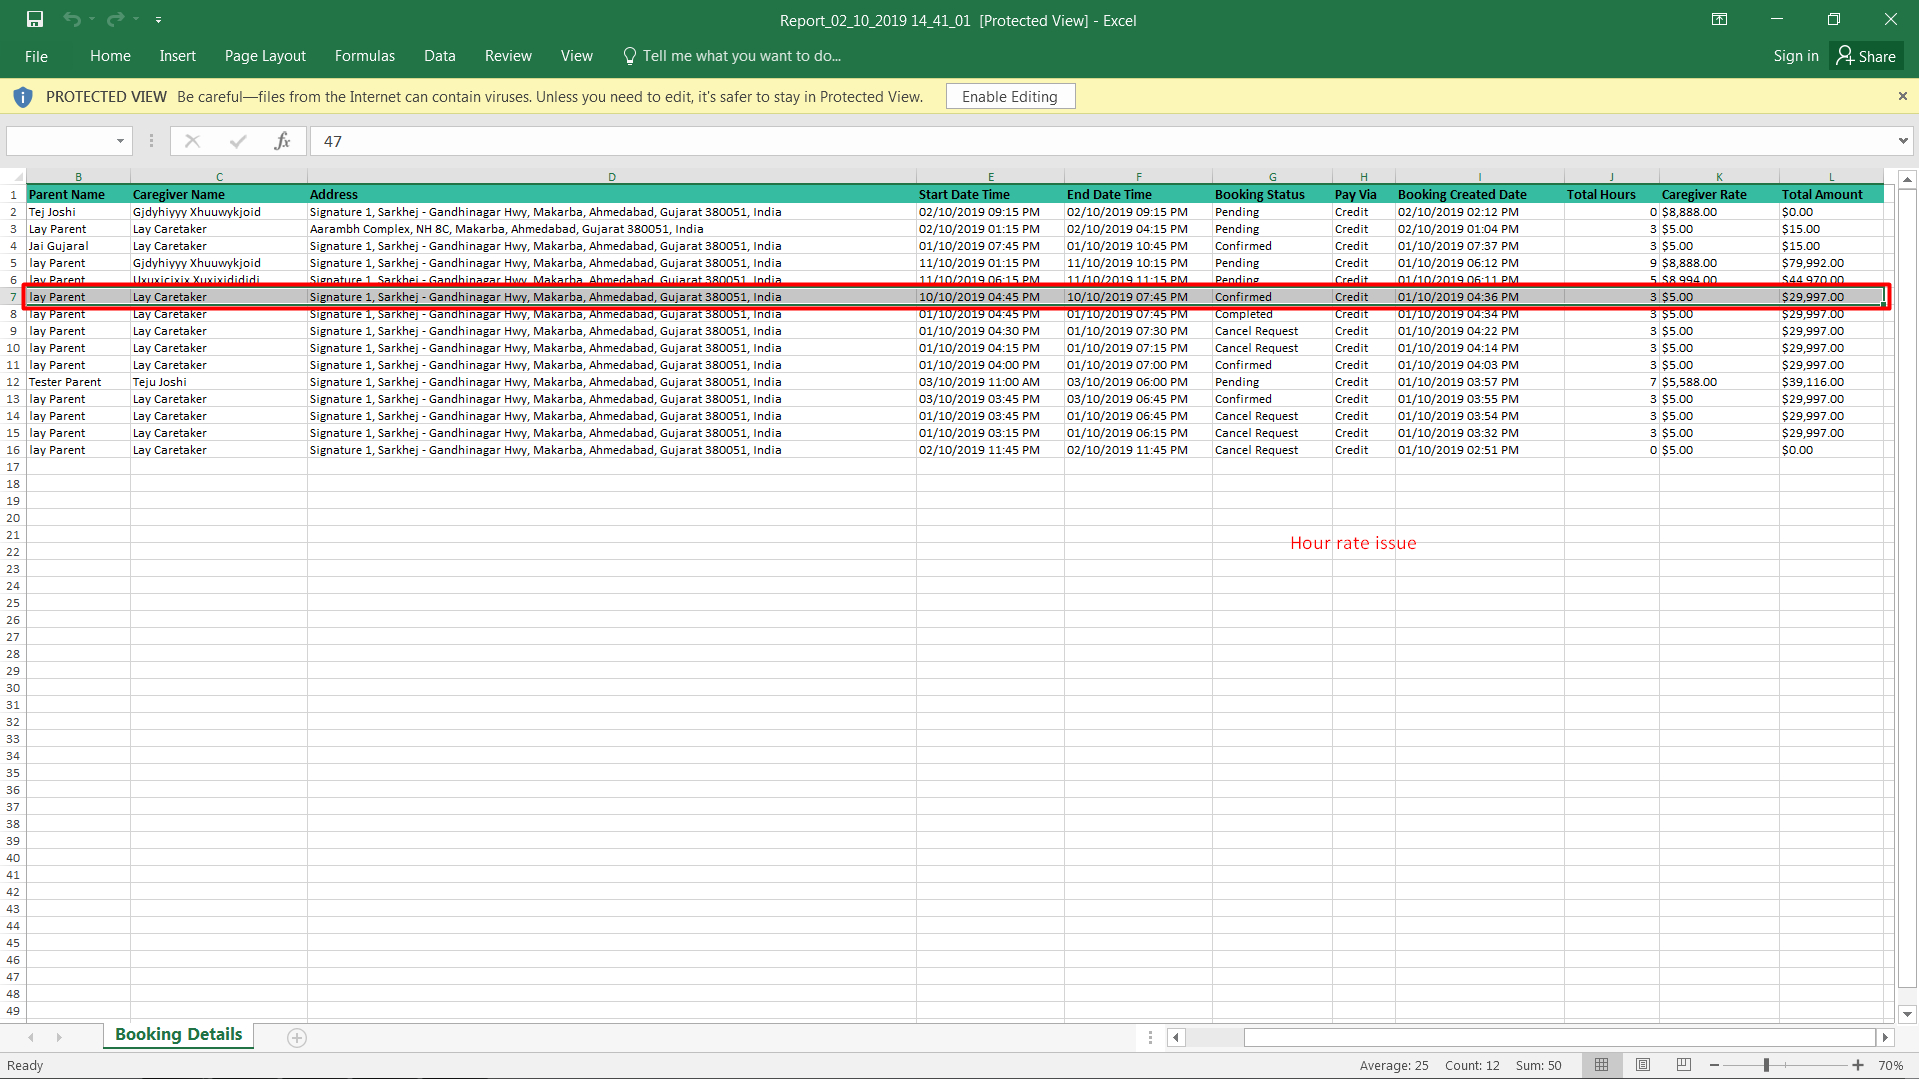 Report_02_10_2019 14_41_01 [Protected View] - Excel
File Home Insert Page Layout Formulas Data Review View Tell me what you want to do... Sign in Share
PROTECTED VIEW Be careful—files from the Internet can contain viruses. Unless you need to edit, it's safer to stay in Protected View. Enable Editing
fx 47
B C D E F G H I J K L
1 Parent Name Caregiver Name Address Start Date Time End Date Time Booking Status Pay Via Booking Created Date Total Hours Caregiver Rate Total Amount
2 Tej Joshi Gjdyhiyyy Xhuuwykjoid Signature 1, Sarkhej - Gandhinagar Hwy, Makarba, Ahmedabad, Gujarat 380051, India 02/10/2019 09:15 PM 02/10/2019 09:15 PM Pending Credit 02/10/2019 02:12 PM 0 $8,888.00 $0.00
3 Lay Parent Lay Caretaker Aarambh Complex, NH 8C, Makarba, Ahmedabad, Gujarat 380051, India 02/10/2019 01:15 PM 02/10/2019 04:15 PM Pending Credit 02/10/2019 01:04 PM 3 $5.00 $15.00
4 Jai Gujaral Lay Caretaker Signature 1, Sarkhej - Gandhinagar Hwy, Makarba, Ahmedabad, Gujarat 380051, India 01/10/2019 07:45 PM 01/10/2019 10:45 PM Confirmed Credit 01/10/2019 07:37 PM 3 $5.00 $15.00
5 lay Parent Gjdyhiyyy Xhuuwykjoid Signature 1, Sarkhej - Gandhinagar Hwy, Makarba, Ahmedabad, Gujarat 380051, India 11/10/2019 01:15 PM 11/10/2019 10:15 PM Pending Credit 01/10/2019 06:12 PM 9 $8,888.00 $79,992.00
6 lay Parent Uxuxicixix Xuxixidididi Signature 1, Sarkhej - Gandhinagar Hwy, Makarba, Ahmedabad, Gujarat 380051, India 11/10/2019 06:15 PM 11/10/2019 11:15 PM Pending Credit 01/10/2019 06:11 PM 5 $8,994.00 $44,970.00
7 lay Parent Lay Caretaker Signature 1, Sarkhej - Gandhinagar Hwy, Makarba, Ahmedabad, Gujarat 380051, India 10/10/2019 04:45 PM 10/10/2019 07:45 PM Confirmed Credit 01/10/2019 04:36 PM 3 $5.00 $29,997.00
8 lay Parent Lay Caretaker Signature 1, Sarkhej - Gandhinagar Hwy, Makarba, Ahmedabad, Gujarat 380051, India 01/10/2019 04:45 PM 01/10/2019 07:45 PM Completed Credit 01/10/2019 04:34 PM 3 $5.00 $29,997.00
9 lay Parent Lay Caretaker Signature 1, Sarkhej - Gandhinagar Hwy, Makarba, Ahmedabad, Gujarat 380051, India 01/10/2019 04:30 PM 01/10/2019 07:30 PM Cancel Request Credit 01/10/2019 04:22 PM 3 $5.00 $29,997.00
10 lay Parent Lay Caretaker Signature 1, Sarkhej - Gandhinagar Hwy, Makarba, Ahmedabad, Gujarat 380051, India 01/10/2019 04:15 PM 01/10/2019 07:15 PM Cancel Request Credit 01/10/2019 04:14 PM 3 $5.00 $29,997.00
11 lay Parent Lay Caretaker Signature 1, Sarkhej - Gandhinagar Hwy, Makarba, Ahmedabad, Gujarat 380051, India 01/10/2019 04:00 PM 01/10/2019 07:00 PM Confirmed Credit 01/10/2019 04:03 PM 3 $5.00 $29,997.00
12 Tester Parent Teju Joshi Signature 1, Sarkhej - Gandhinagar Hwy, Makarba, Ahmedabad, Gujarat 380051, India 03/10/2019 11:00 AM 03/10/2019 06:00 PM Pending Credit 01/10/2019 03:57 PM 7 $5,588.00 $39,116.00
13 lay Parent Lay Caretaker Signature 1, Sarkhej - Gandhinagar Hwy, Makarba, Ahmedabad, Gujarat 380051, India 03/10/2019 03:45 PM 03/10/2019 06:45 PM Confirmed Credit 01/10/2019 03:55 PM 3 $5.00 $29,997.00
14 lay Parent Lay Caretaker Signature 1, Sarkhej - Gandhinagar Hwy, Makarba, Ahmedabad, Gujarat 380051, India 01/10/2019 03:45 PM 01/10/2019 06:45 PM Cancel Request Credit 01/10/2019 03:54 PM 3 $5.00 $29,997.00
15 lay Parent Lay Caretaker Signature 1, Sarkhej - Gandhinagar Hwy, Makarba, Ahmedabad, Gujarat 380051, India 01/10/2019 03:15 PM 01/10/2019 06:15 PM Cancel Request Credit 01/10/2019 03:32 PM 3 $5.00 $29,997.00
16 lay Parent Lay Caretaker Signature 1, Sarkhej - Gandhinagar Hwy, Makarba, Ahmedabad, Gujarat 380051, India 02/10/2019 11:45 PM 02/10/2019 11:45 PM Cancel Request Credit 01/10/2019 02:51 PM 0 $5.00 $0.00
17
18
19
20
21
Hour rate issue
22
23
24
25
26
27
28
29
30
31
32
33
34
35
36
37
38
39
40
41
42
43
44
45
46
47
48
49
Booking Details
Ready Average: 25 Count: 12 Sum: 50 70%